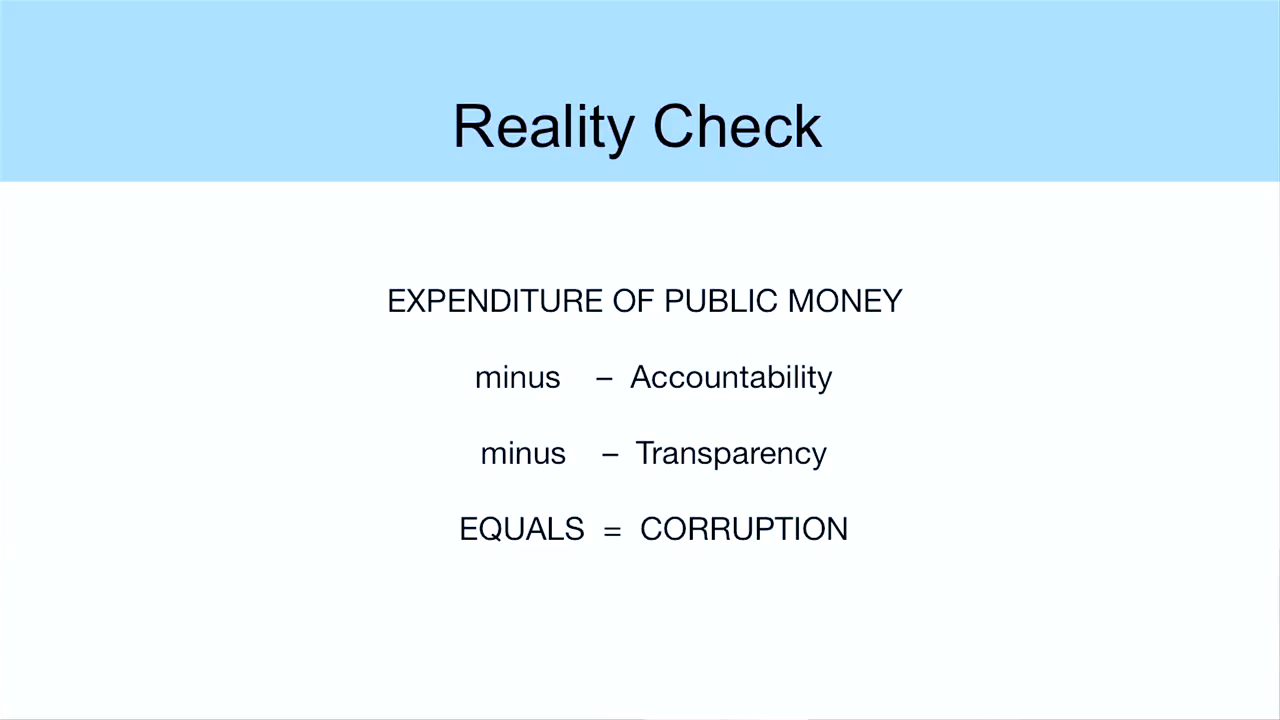 Reality Check
EXPENDITURE OF PUBLIC MONEY
minus – Accountability
minus – Transparency
EQUALS = CORRUPTION